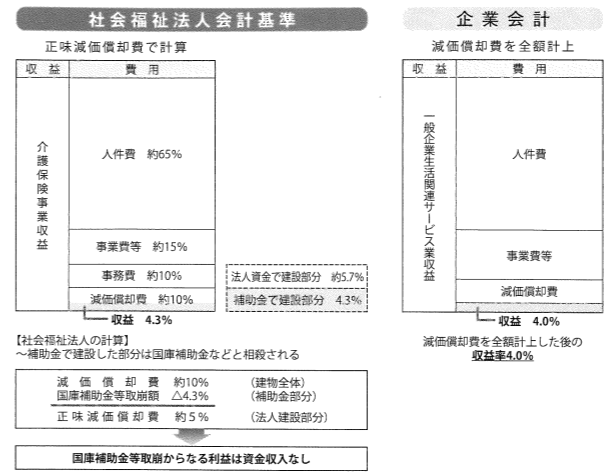 社会福祉法人会計基準
正味減価償却費で計算
収 益
費 用
介護保険事業収益
人件費 約65%
事業費等 約15%
事務費 約10%
減価償却費 約10%
収益 4.3%
法人資金で建設部分 約5.7%
補助金で建設部分 4.3%
【社会福祉法人の計算】
～補助金で建設した部分は国庫補助金などと相殺される
減価償却費 約10% （建物全体）
国庫補助金等取崩額 △4.3% （補助金部分）
正味減価償却費 約5% （法人建設部分）
国庫補助金等取崩からなる利益は資金収入なし
企業会計
減価償却費を全額計上
収 益
費 用
一般企業生活関連サービス業収益
人件費
事業費等
減価償却費
収益 4.0%
減価償却費を全額計上した後の
収益率4.0%